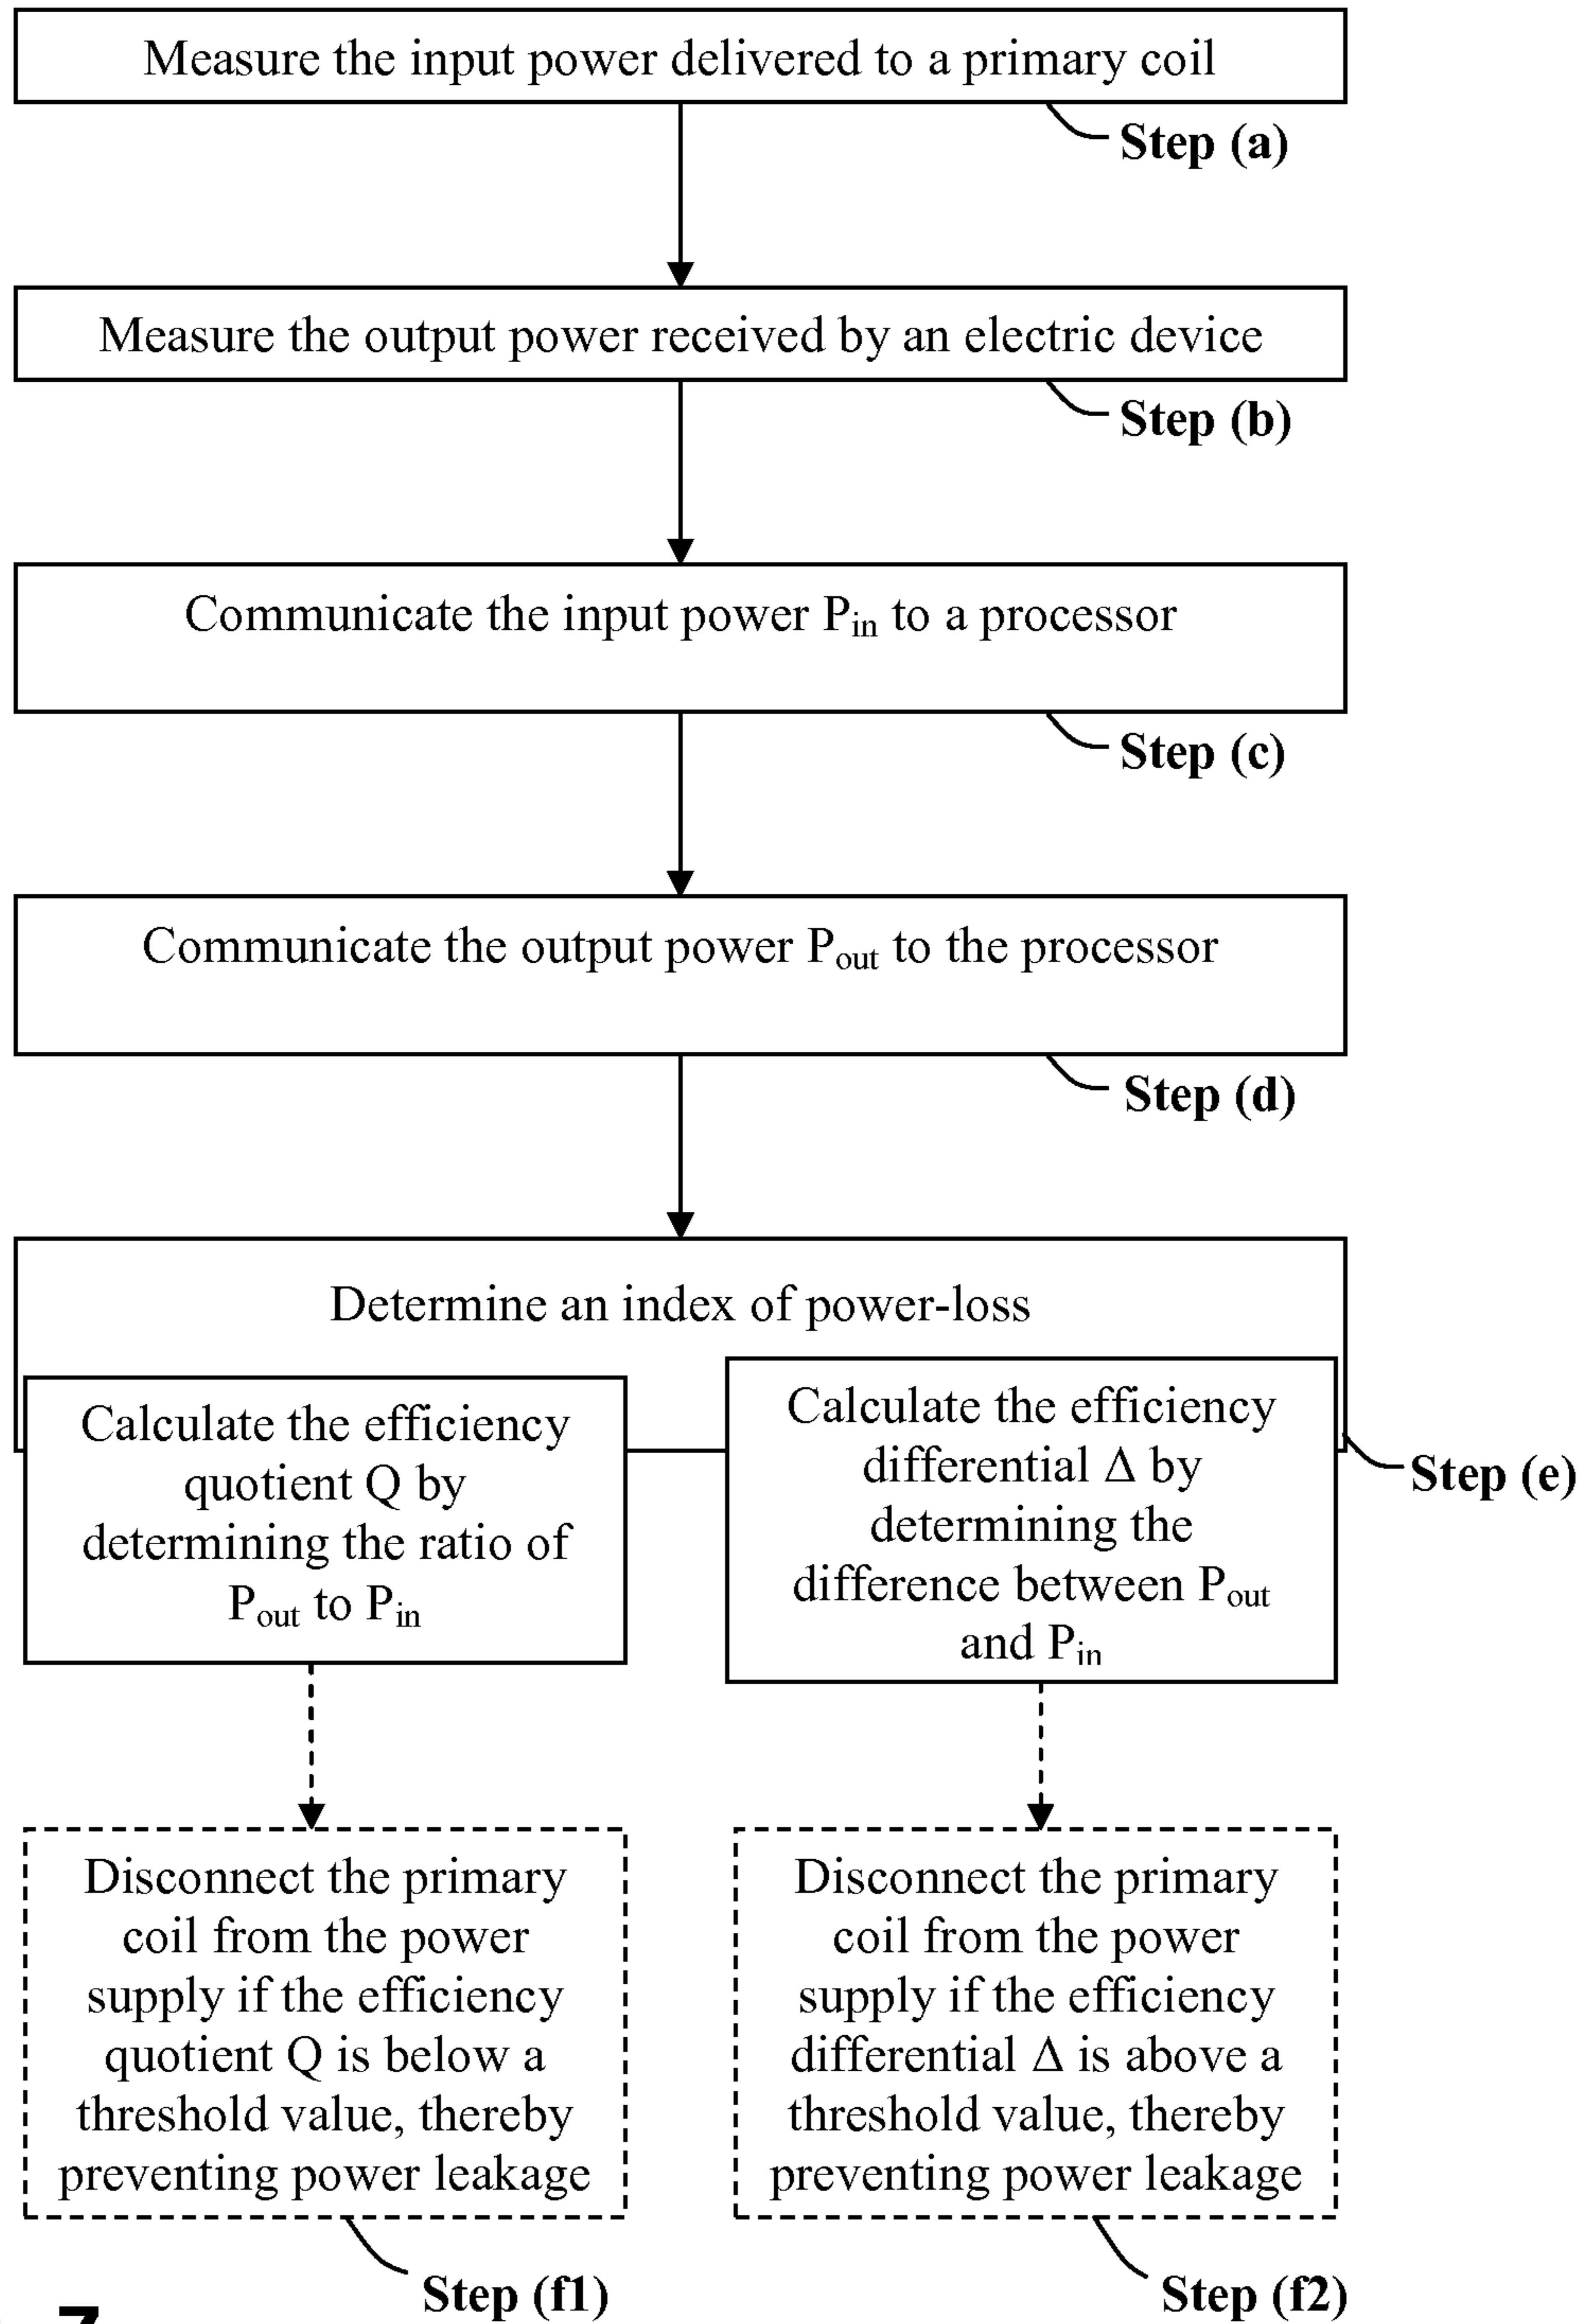 Measure the input power delivered to a primary coil
Step (a)
Measure the output power received by an electric device
Step (b)
Communicate the input power Pin to a processor
Step (c)
Communicate the output power Pout to the processor
Step (d)
Determine an index of power-loss
Calculate the efficiency
quotient Q by
determining the ratio of
Pout to Pin
Calculate the efficiency
differential Δ by
determining the
difference between Pout
and Pin
Step (e)
Disconnect the primary
coil from the power
supply if the efficiency
quotient Q is below a
threshold value, thereby
preventing power leakage
Disconnect the primary
coil from the power
supply if the efficiency
differential Δ is above a
threshold value, thereby
preventing power leakage
Step (f1)
Step (f2)